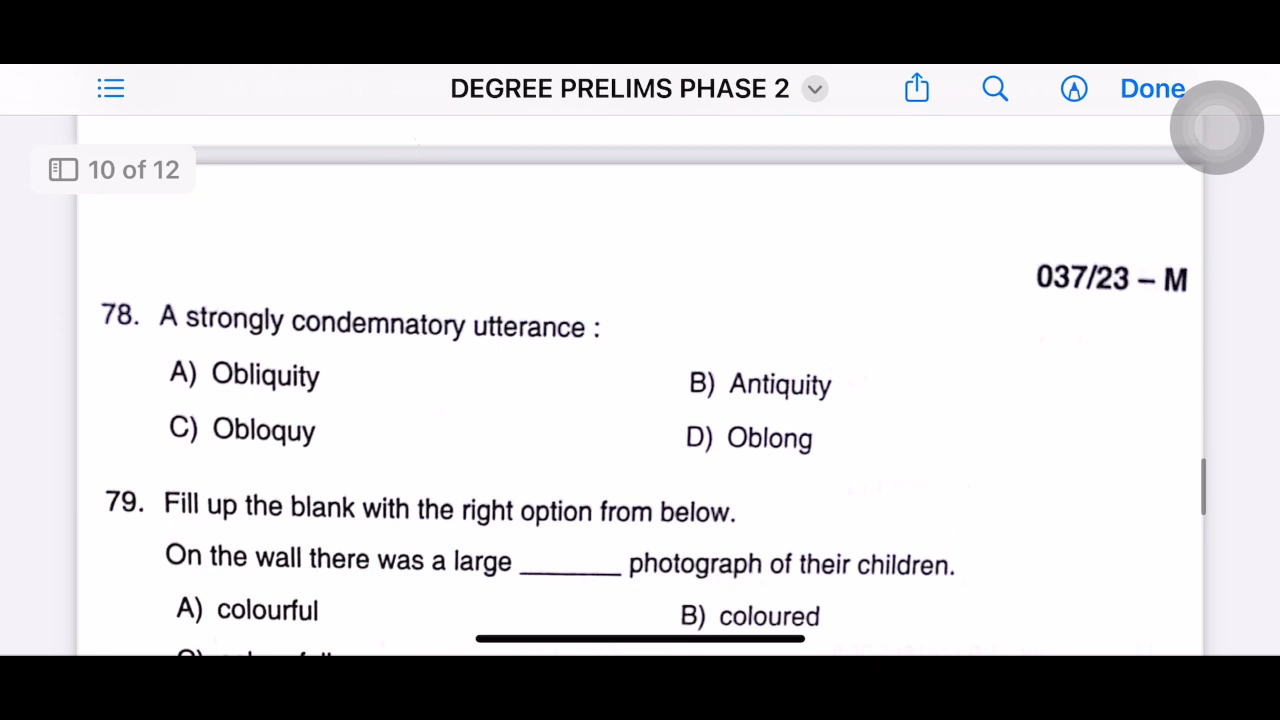 DEGREE PRELIMS PHASE 2
Done
10 of 12
037/23 – M
78. A strongly condemnatory utterance :
A) Obliquity
B) Antiquity
C) Obloquy
D) Oblong
79. Fill up the blank with the right option from below.
On the wall there was a large _______ photograph of their children.
A) colourful
B) coloured